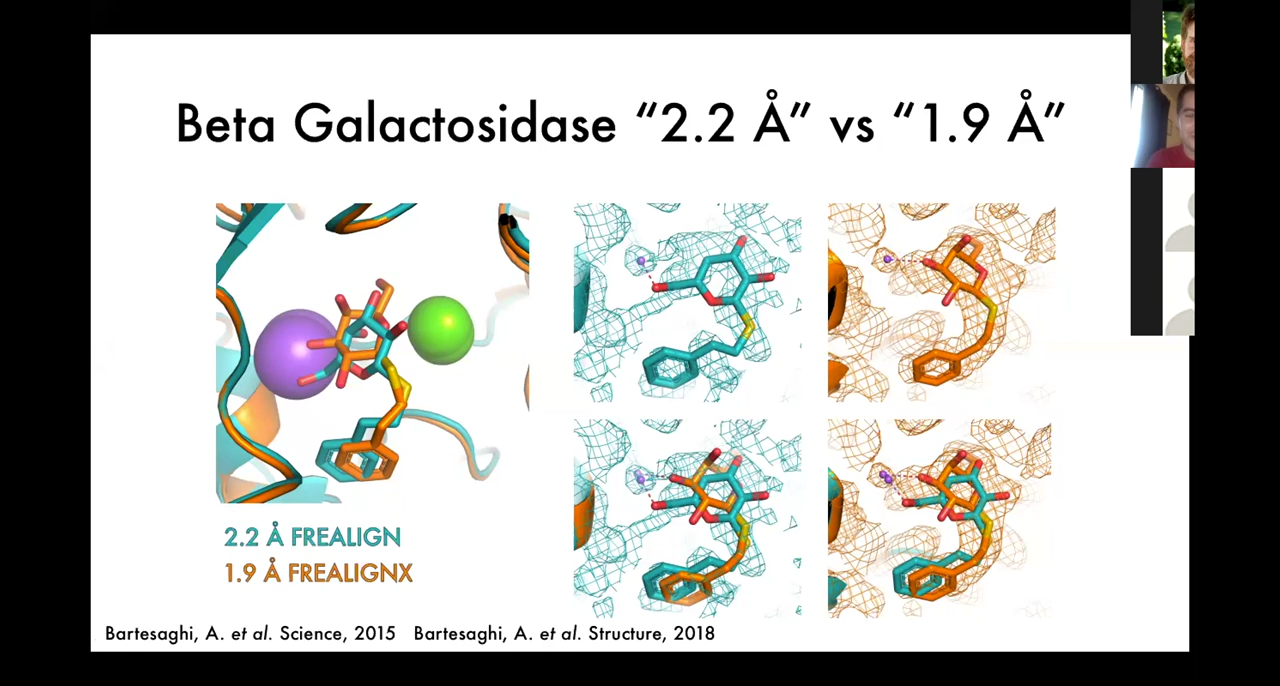 Beta Galactosidase “2.2 Å” vs “1.9 Å”
2.2 Å FREALIGN
1.9 Å FREALIGNX
Bartesaghi, A. et al. Science, 2015 Bartesaghi, A. et al. Structure, 2018